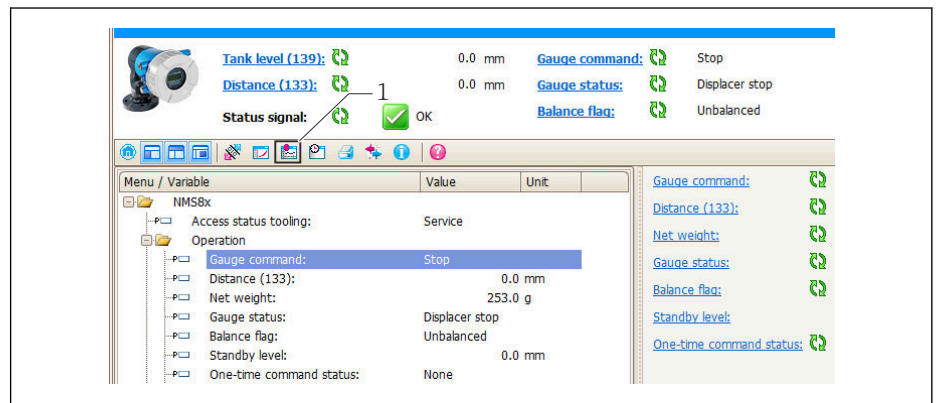 Tank level (139): 0.0 mm Gauge command: Stop
Distance (133): 0.0 mm Gauge status: Displacer stop
1
Status signal: OK Balance flag: Unbalanced
Menu / Variable Value Unit
NMS8x
Access status tooling: Service
Operation
Gauge command: Stop
Distance (133): 0.0 mm
Net weight: 253.0 g
Gauge status: Displacer stop
Balance flag: Unbalanced
Standby level: 0.0 mm
One-time command status: None
Gauge command:
Distance (133):
Net weight:
Gauge status:
Balance flag:
Standby level:
One-time command status: